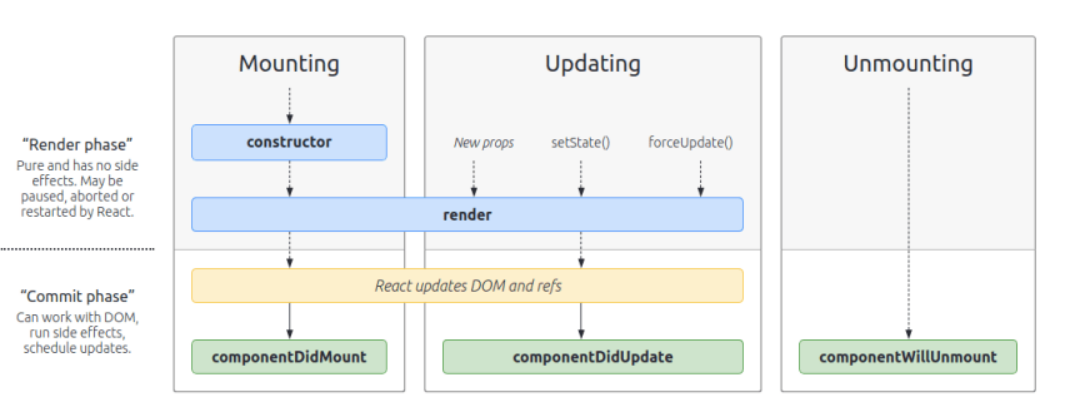 Mounting
Updating
Unmounting
“Render phase”
Pure and has no side
effects. May be
paused, aborted or
restarted by React.
constructor
New props
setState()
forceUpdate()
render
“Commit phase”
Can work with DOM,
run side effects,
schedule updates.
React updates DOM and refs
componentDidMount
componentDidUpdate
componentWillUnmount